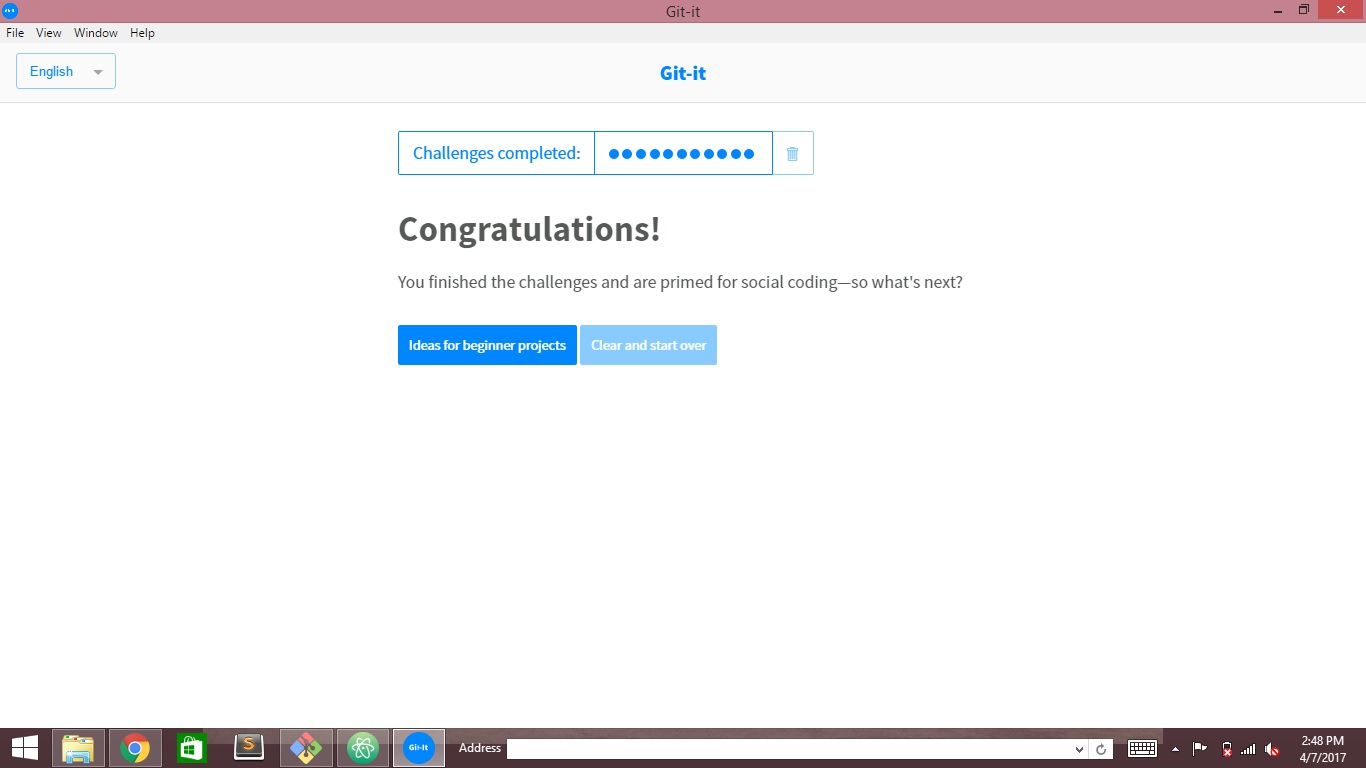 Git-it
File View Window Help
English
Git-it
Challenges completed:
Congratulations!
You finished the challenges and are primed for social coding—so what's next?
Ideas for beginner projects Clear and start over
S
Git-It
Address
2:48 PM
4/7/2017